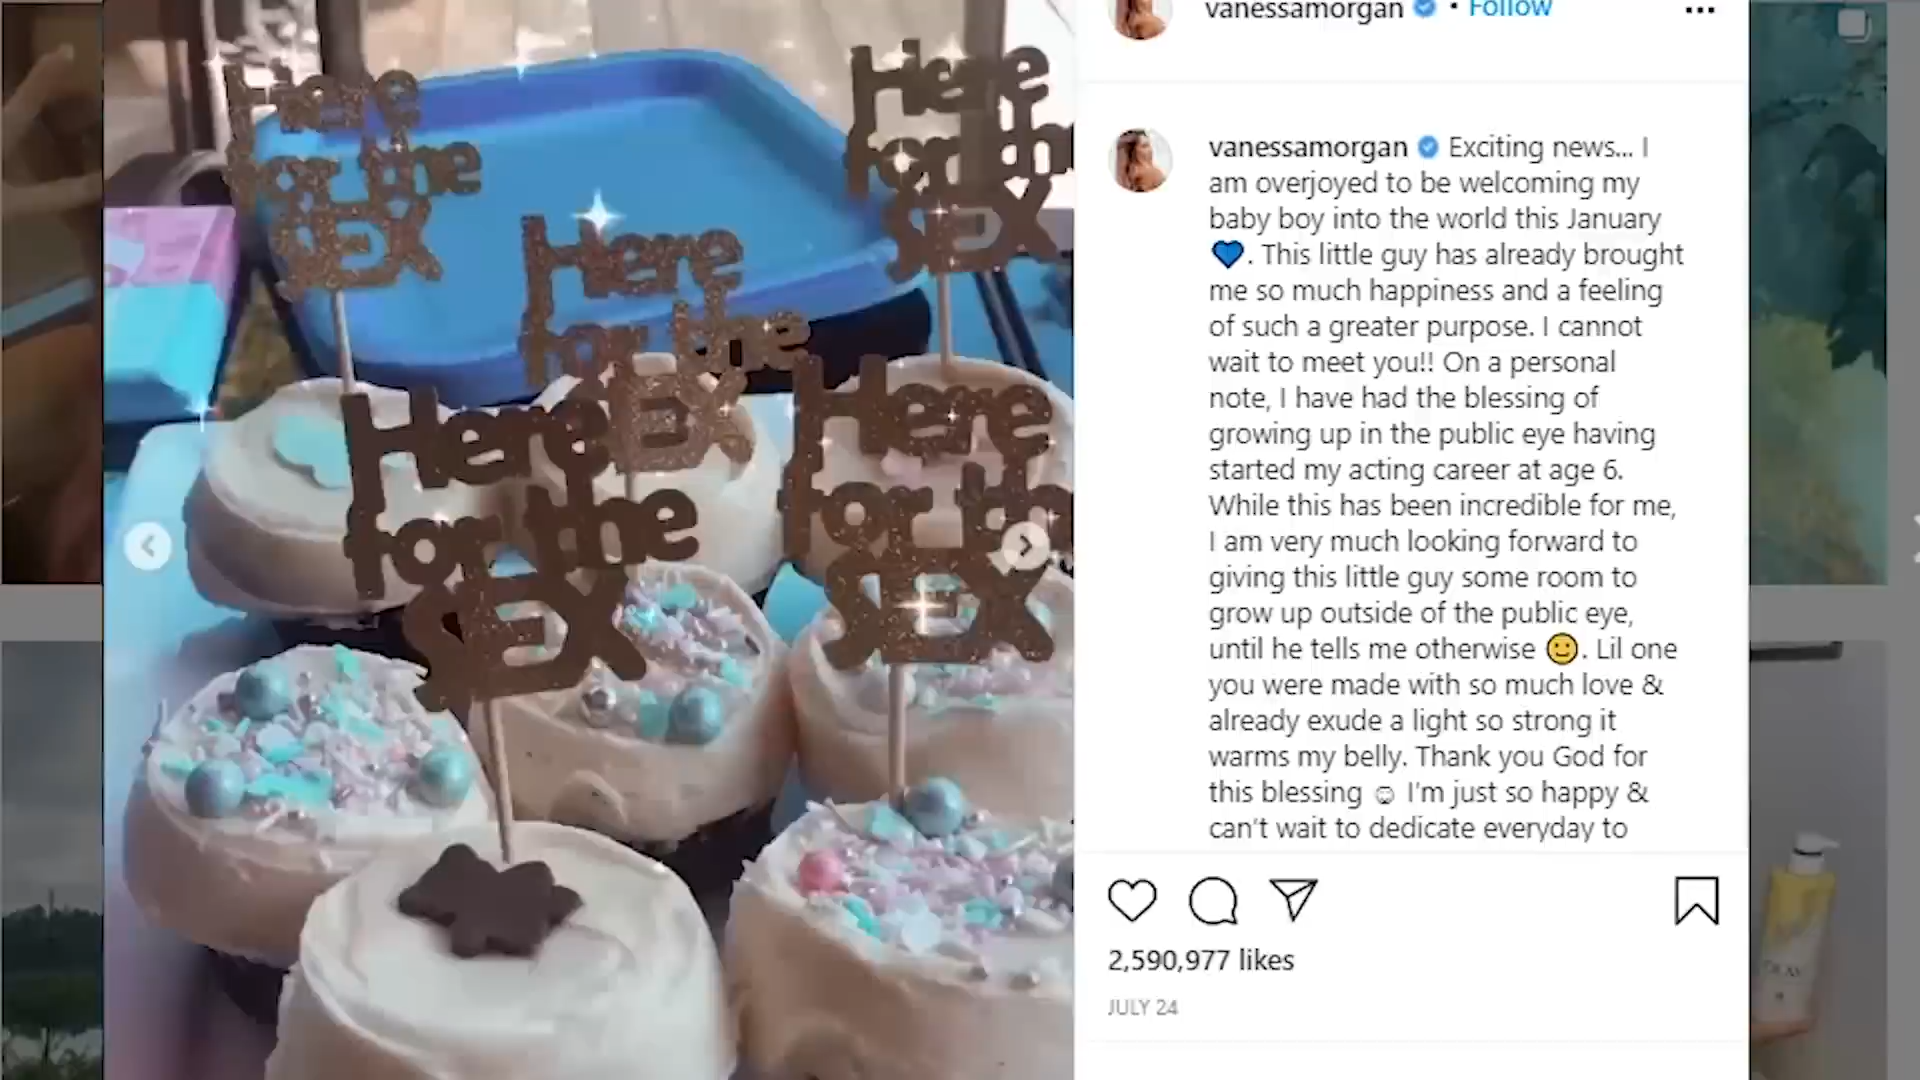 Here
for the
SEX
Here
for th
SEX
Here
for the
SEX
Here
for the
SEX
Here
for th
SEX
vanessamorgan • Follow
vanessamorgan Exciting news... I
am overjoyed to be welcoming my
baby boy into the world this January
💙. This little guy has already brought
me so much happiness and a feeling
of such a greater purpose. I cannot
wait to meet you!! On a personal
note, I have had the blessing of
growing up in the public eye having
started my acting career at age 6.
While this has been incredible for me,
I am very much looking forward to
giving this little guy some room to
grow up outside of the public eye,
until he tells me otherwise 🙂. Lil one
you were made with so much love &
already exude a light so strong it
warms my belly. Thank you God for
this blessing ☺ I'm just so happy &
can't wait to dedicate everyday to
2,590,977 likes
JULY 24